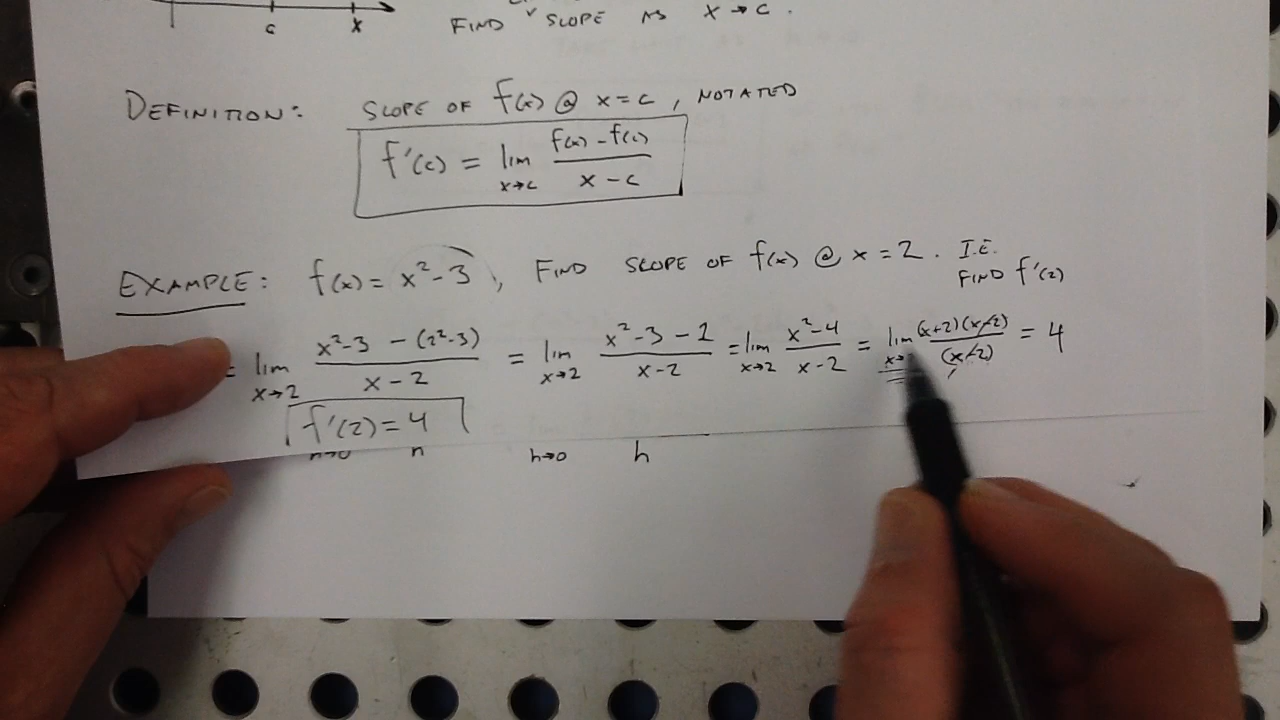 c x
FIND SLOPE AS x→c.
DEFINITION: SLOPE OF f(x) @ x=c, NOTATED
f'(c) = lim x→c f(x)-f(c) / x-c
EXAMPLE: f(x) = x²-3, FIND SLOPE OF f(x) @ x=2. I.E. FIND f'(2)
= lim x→2 x²-3-(2²-3) / x-2 = lim x→2 x²-3-1 / x-2 = lim x→2 x²-4 / x-2 = lim (x+2)(x-2) / (x-2) = 4
f'(2)=4
h→0 h h→0 h